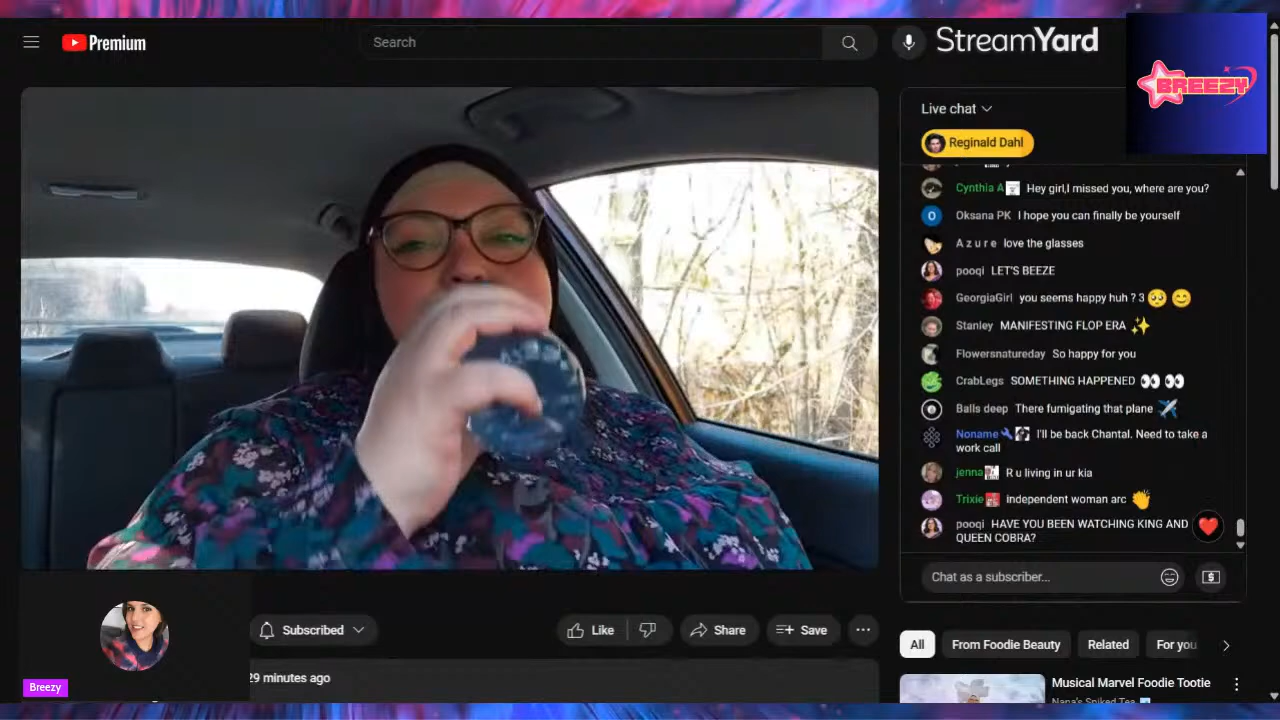 Premium
Search
StreamYard
BREEZY
Live chat
Reginald Dahl
Cynthia A Hey girl,I missed you, where are you?
Oksana PK I hope you can finally be yourself
A z u r e love the glasses
pooqi LET'S BEEZE
GeorgiaGirl you seems happy huh ? 3 🥺 😊
Stanley MANIFESTING FLOP ERA ✨
Flowersnatureday So happy for you
CrabLegs SOMETHING HAPPENED 👀 👀
Balls deep There fumigating that plane ✈️
Noname I'll be back Chantal. Need to take a
work call
jenna R u living in ur kia
Trixie independent woman arc 👏
pooqi HAVE YOU BEEN WATCHING KING AND
QUEEN COBRA?
Chat as a subscriber...
Subscribed
Like
Share
Save
All
From Foodie Beauty
Related
For you
29 minutes ago
Breezy
Musical Marvel Foodie Tootie
Nana's Spiked Tea